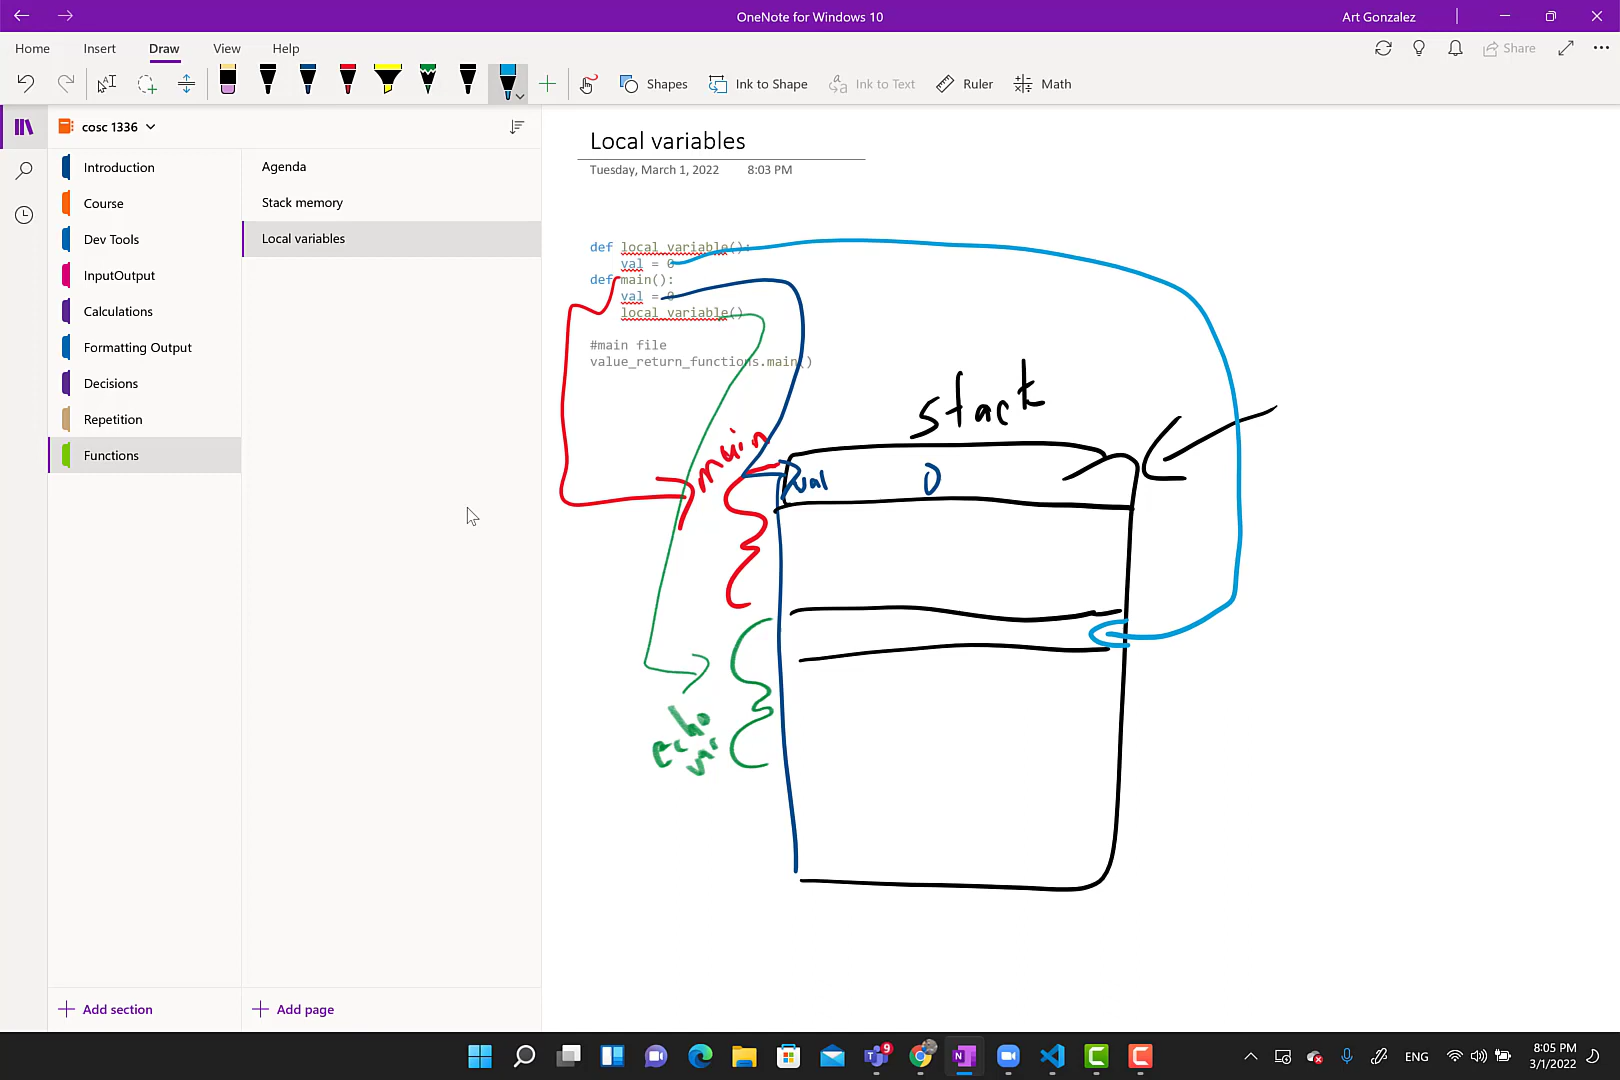 OneNote for Windows 10
Art Gonzalez
Home Insert Draw View Help
Share
Shapes Ink to Shape Ink to Text Ruler Math
cosc 1336
Introduction
Course
Dev Tools
InputOutput
Calculations
Formatting Output
Decisions
Repetition
Functions
Agenda
Stack memory
Local variables
Local variables
Tuesday, March 1, 2022 8:03 PM
def local_variable():
val = 0
def main():
val = 0
local_variable()
#main file
value_return_functions.main()
stack
main
val 0
Add section
Add page
9
ENG
8:05 PM
3/1/2022